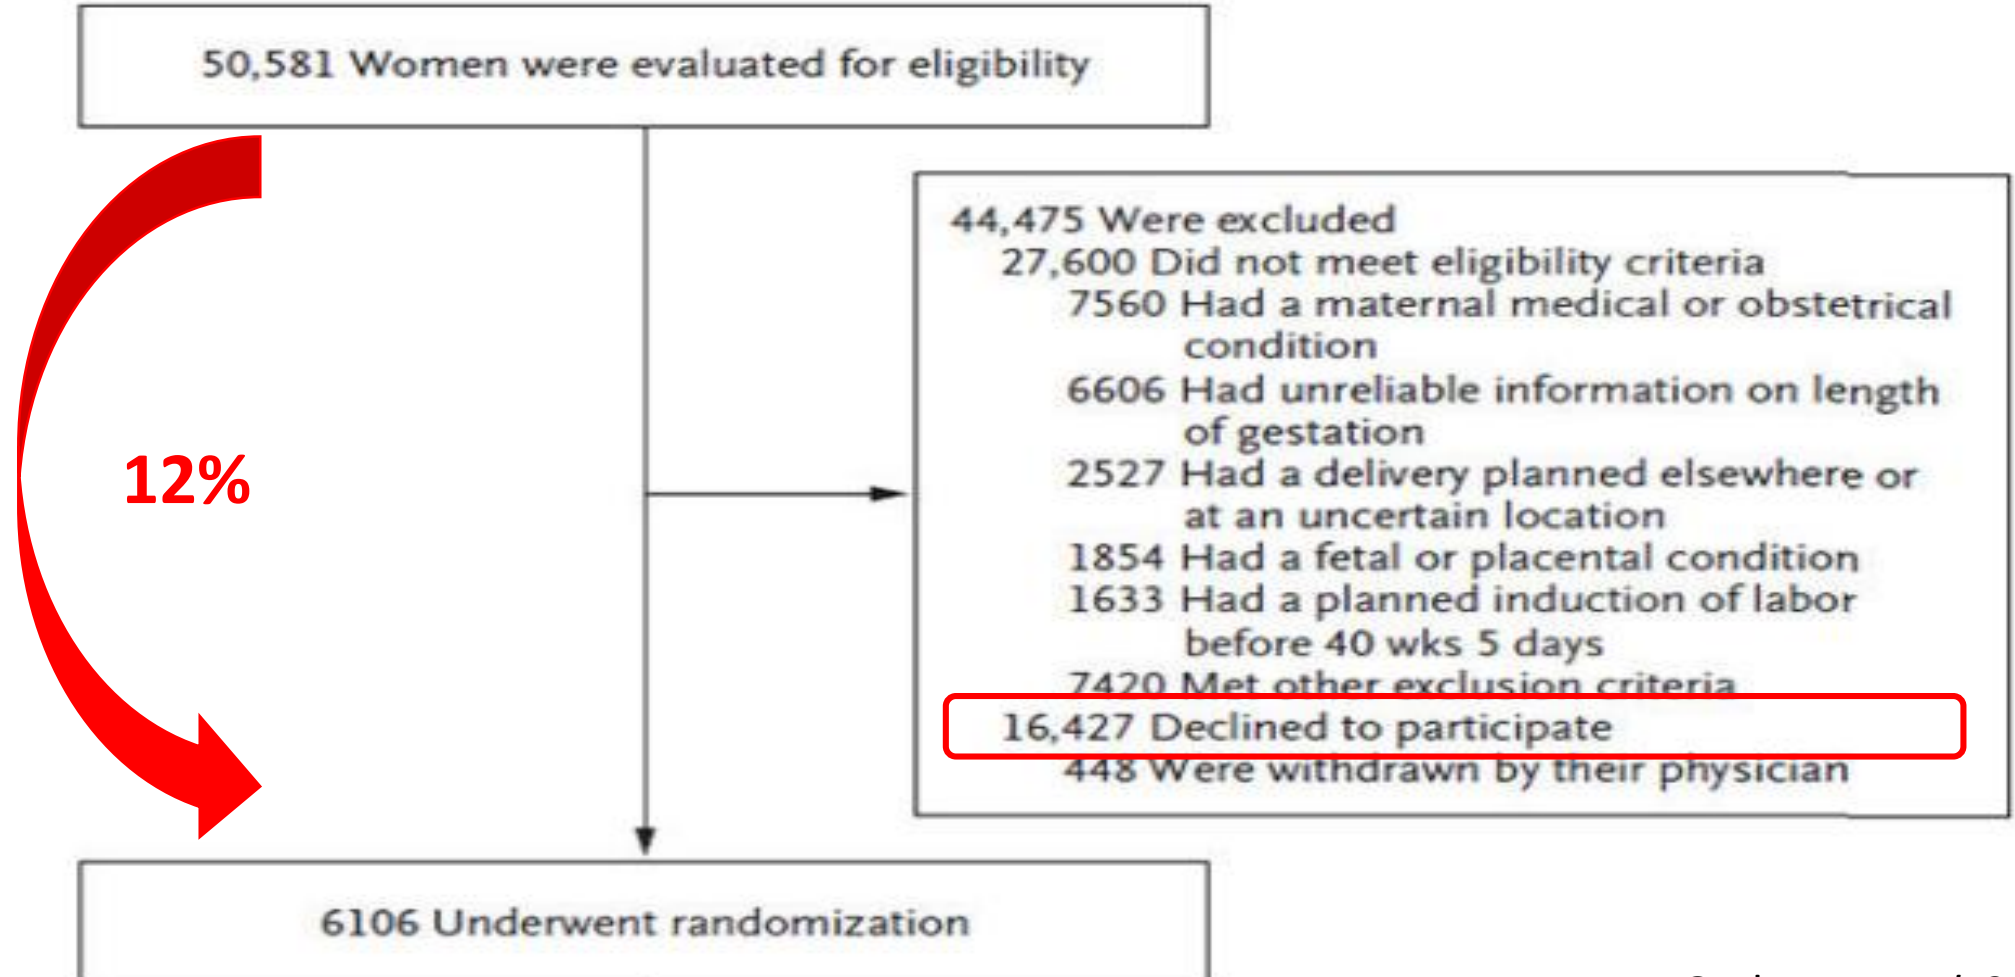 50,581 Women were evaluated for eligibility
44,475 Were excluded
27,600 Did not meet eligibility criteria
7560 Had a maternal medical or obstetrical
condition
6606 Had unreliable information on length
of gestation
2527 Had a delivery planned elsewhere or
at an uncertain location
1854 Had a fetal or placental condition
1633 Had a planned induction of labor
before 40 wks 5 days
7420 Met other exclusion criteria
16,427 Declined to participate
448 Were withdrawn by their physician
12%
6106 Underwent randomization